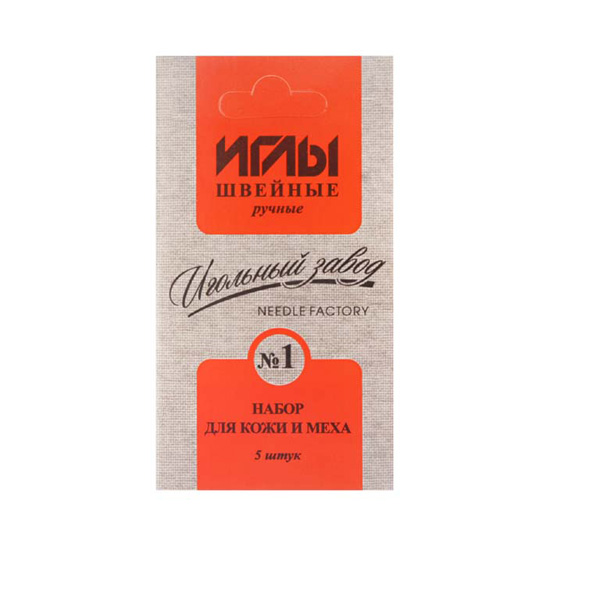 ИГЛЫ
ШВЕЙНЫЕ
ручные
Игольный завод
NEEDLE FACTORY
№1
НАБОР
ДЛЯ КОЖИ И МЕХА
5 штук